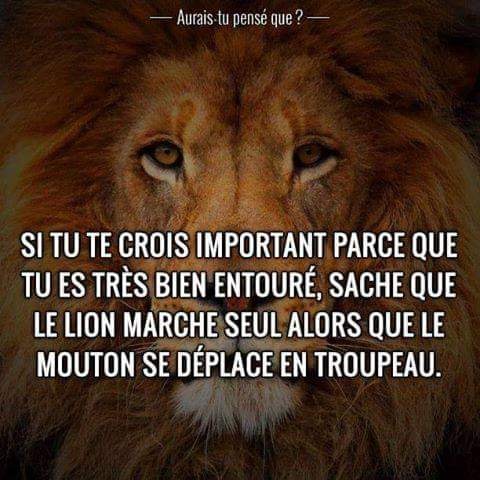 — Aurais-tu pensé que ? —
SI TU TE CROIS IMPORTANT PARCE QUE
TU ES TRÈS BIEN ENTOURÉ, SACHE QUE
LE LION MARCHE SEUL ALORS QUE LE
MOUTON SE DÉPLACE EN TROUPEAU.